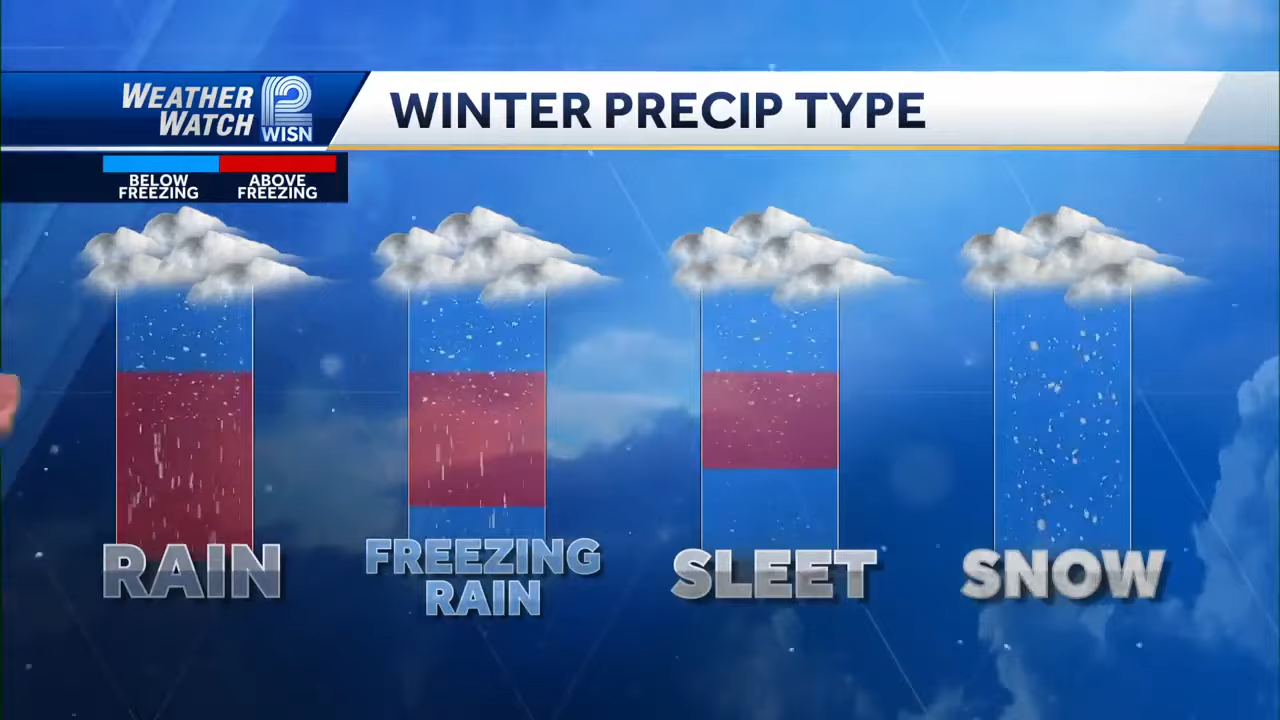 WEATHER
WATCH
12
WISN
WINTER PRECIP TYPE
BELOW
FREEZING
ABOVE
FREEZING
RAIN
FREEZING
RAIN
SLEET
SNOW